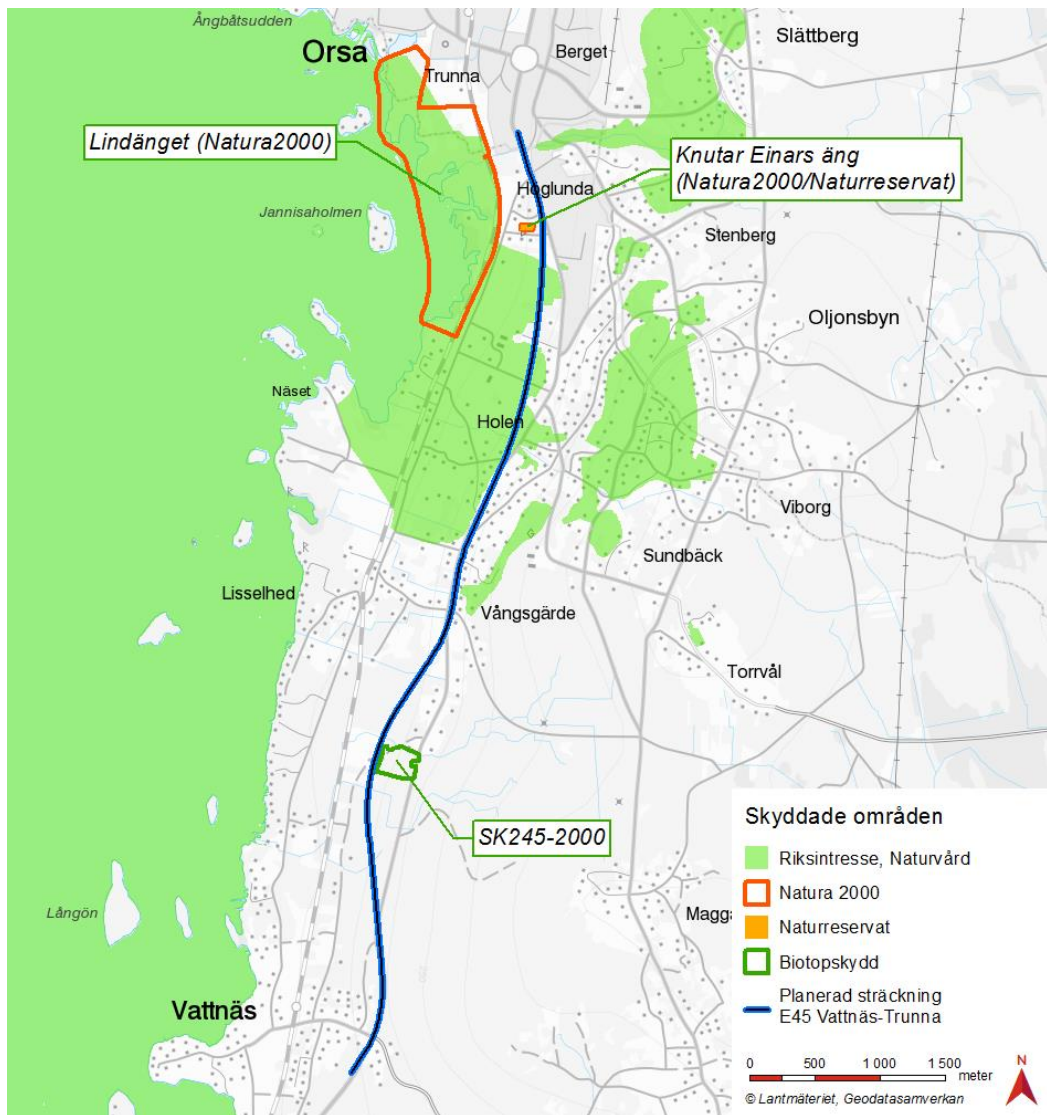 Ångbåtsudden
Orsa
Trunna
Berget
Slättberg
Lindänget (Natura2000)
Knutar Einars äng
(Natura2000/Naturreservat)
Höglunda
Jannisaholmen
Stenberg
Oljonsbyn
Näset
Holen
Viborg
Sundbäck
Lisselhed
Vångsgärde
Torrvål
SK245-2000
Långön
Vattnäs
Magga
Skyddade områden
Riksintresse, Naturvård
Natura 2000
Naturreservat
Biotopskydd
Planerad sträckning
E45 Vattnäs-Trunna
0 500 1 000 1 500
meter
N
© Lantmäteriet, Geodatasamverkan